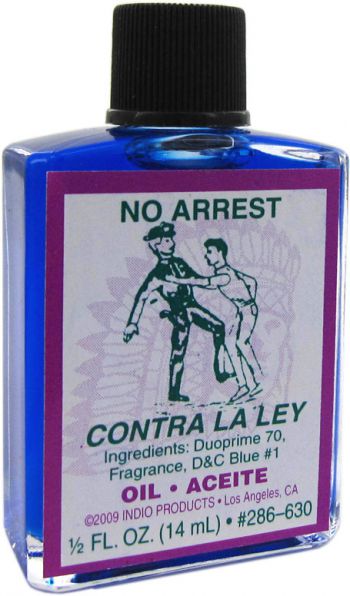 NO ARREST
CONTRA LA LEY
Ingredients: Duoprime 70,
Fragrance, D&C Blue #1
OIL • ACEITE
©2009 INDIO PRODUCTS • Los Angeles, CA
½ FL. OZ. (14 mL) • #286-630